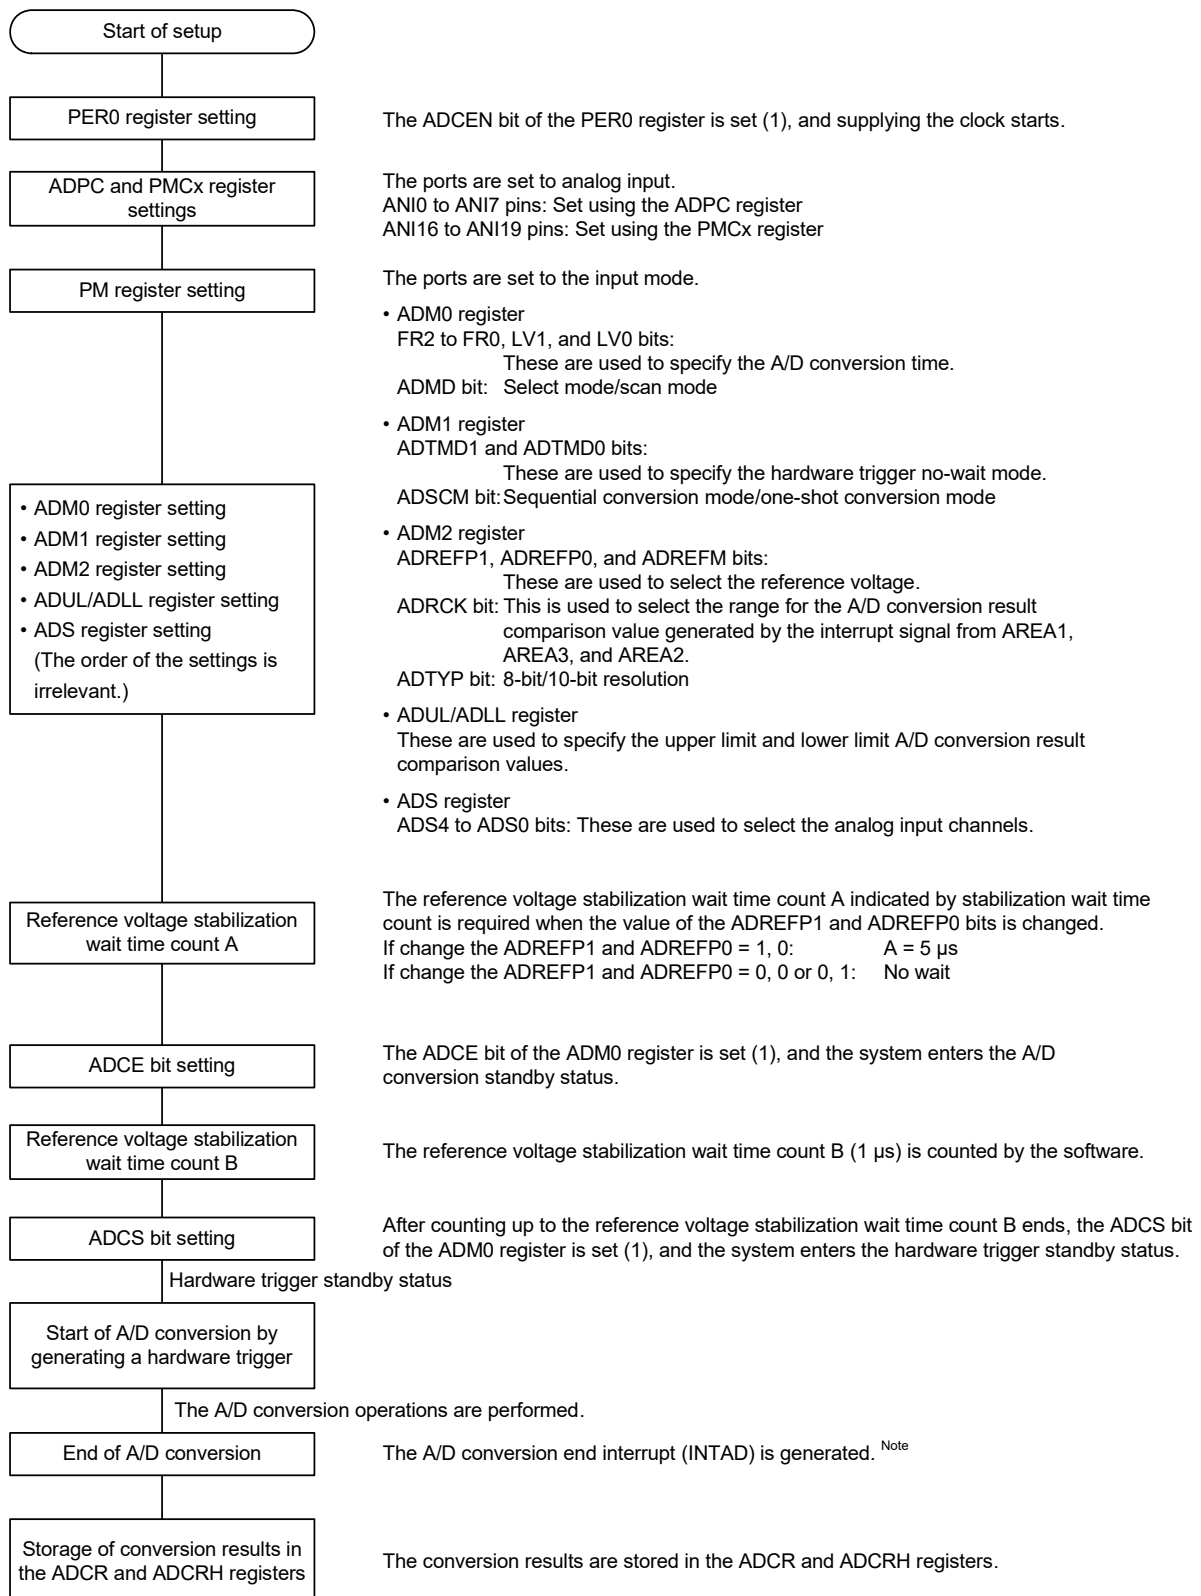 Start of setup
PER0 register setting
The ADCEN bit of the PER0 register is set (1), and supplying the clock starts.
ADPC and PMCx register
settings
The ports are set to analog input.
ANI0 to ANI7 pins: Set using the ADPC register
ANI16 to ANI19 pins: Set using the PMCx register
PM register setting
The ports are set to the input mode.
• ADM0 register setting
• ADM1 register setting
• ADM2 register setting
• ADUL/ADLL register setting
• ADS register setting
(The order of the settings is
irrelevant.)
• ADM0 register
FR2 to FR0, LV1, and LV0 bits:
These are used to specify the A/D conversion time.
ADMD bit: Select mode/scan mode
• ADM1 register
ADTMD1 and ADTMD0 bits:
These are used to specify the hardware trigger no-wait mode.
ADSCM bit: Sequential conversion mode/one-shot conversion mode
• ADM2 register
ADREFP1, ADREFP0, and ADREFM bits:
These are used to select the reference voltage.
ADRCK bit: This is used to select the range for the A/D conversion result
comparison value generated by the interrupt signal from AREA1,
AREA3, and AREA2.
ADTYP bit: 8-bit/10-bit resolution
• ADUL/ADLL register
These are used to specify the upper limit and lower limit A/D conversion result
comparison values.
• ADS register
ADS4 to ADS0 bits: These are used to select the analog input channels.
Reference voltage stabilization
wait time count A
The reference voltage stabilization wait time count A indicated by stabilization wait time
count is required when the value of the ADREFP1 and ADREFP0 bits is changed.
If change the ADREFP1 and ADREFP0 = 1, 0: A = 5 μs
If change the ADREFP1 and ADREFP0 = 0, 0 or 0, 1: No wait
ADCE bit setting
The ADCE bit of the ADM0 register is set (1), and the system enters the A/D
conversion standby status.
Reference voltage stabilization
wait time count B
The reference voltage stabilization wait time count B (1 μs) is counted by the software.
ADCS bit setting
After counting up to the reference voltage stabilization wait time count B ends, the ADCS bit
of the ADM0 register is set (1), and the system enters the hardware trigger standby status.
Hardware trigger standby status
Start of A/D conversion by
generating a hardware trigger
The A/D conversion operations are performed.
End of A/D conversion
The A/D conversion end interrupt (INTAD) is generated. Note
Storage of conversion results in
the ADCR and ADCRH registers
The conversion results are stored in the ADCR and ADCRH registers.